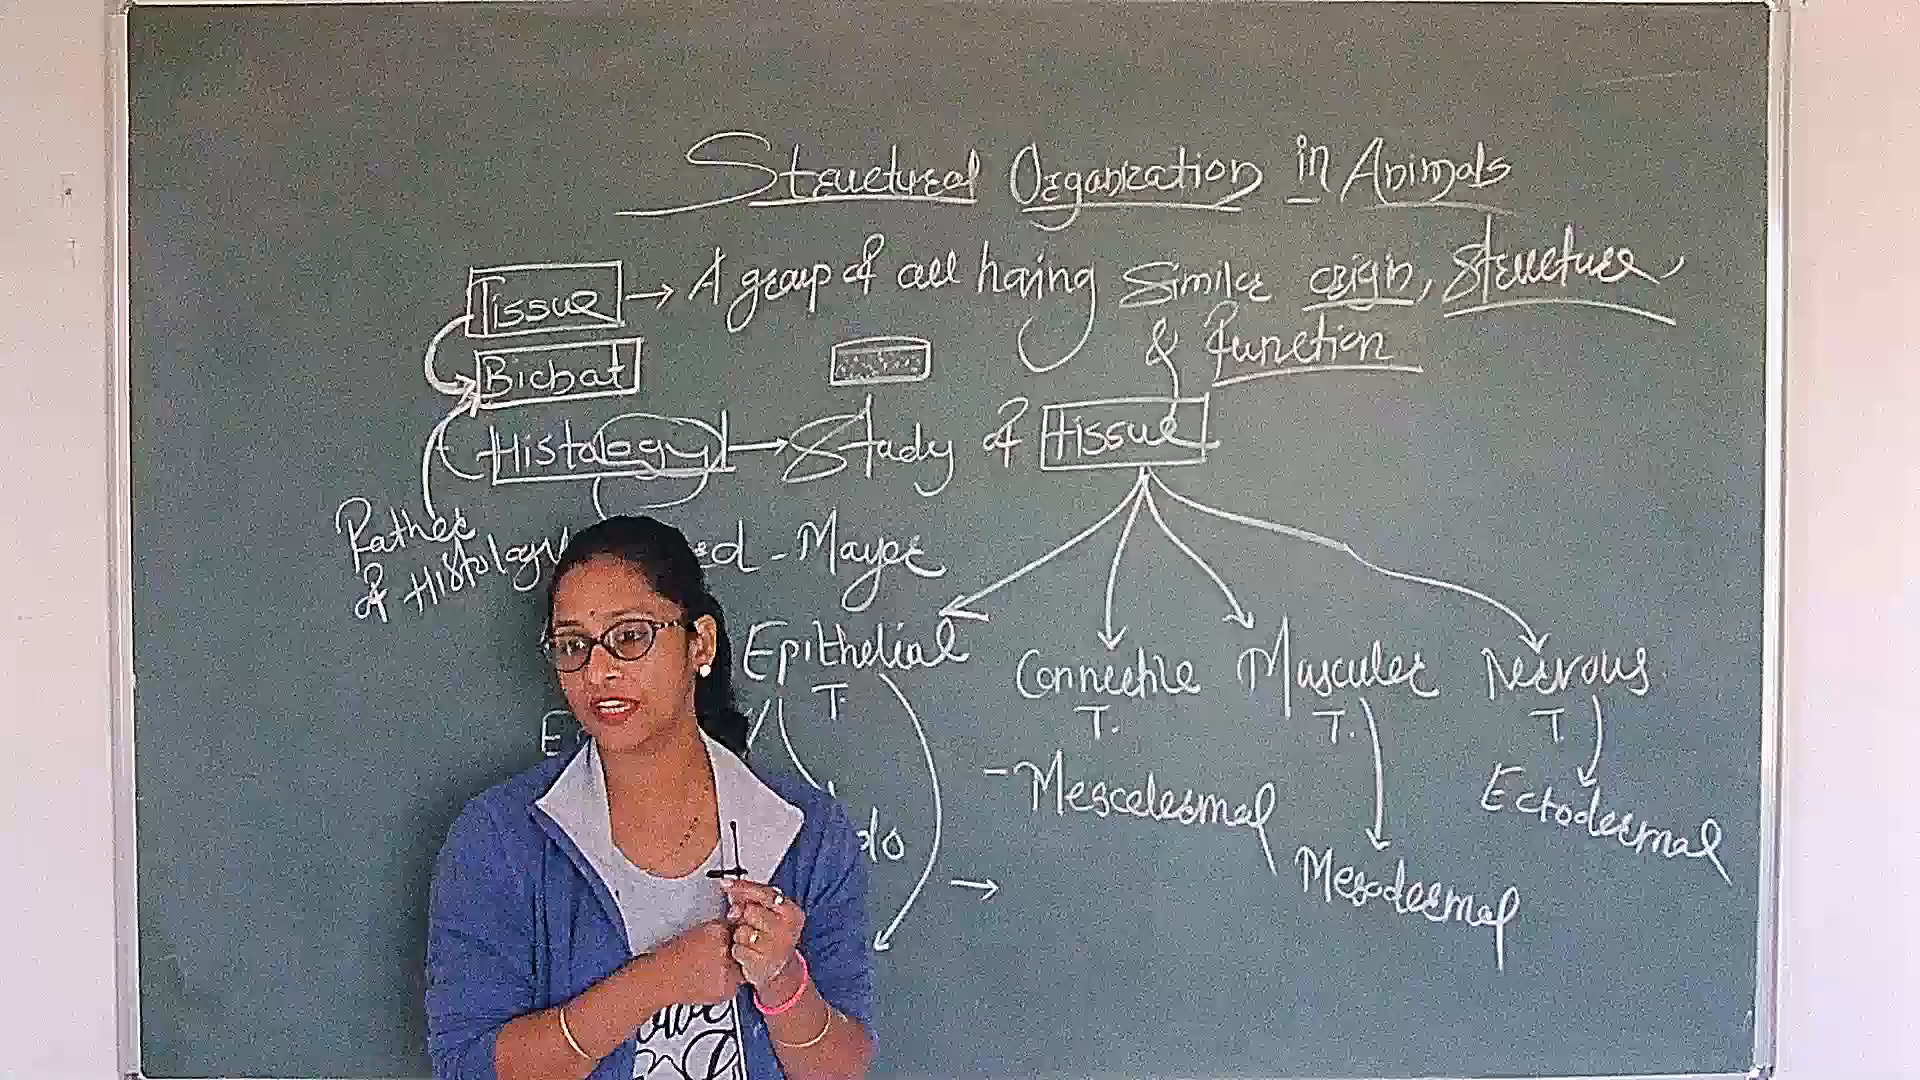 Structural Organization in Animals
Tissue → A group of cell having Similar origin, Structure,
& function
Bichat
Histology → Study of tissue
Father
of Histology
- Mayer
Epithelial
T.
Connective
T.
Muscular
T.
Nervous
T.
- Mesodermal
Ectodermal
Mesodermal
→